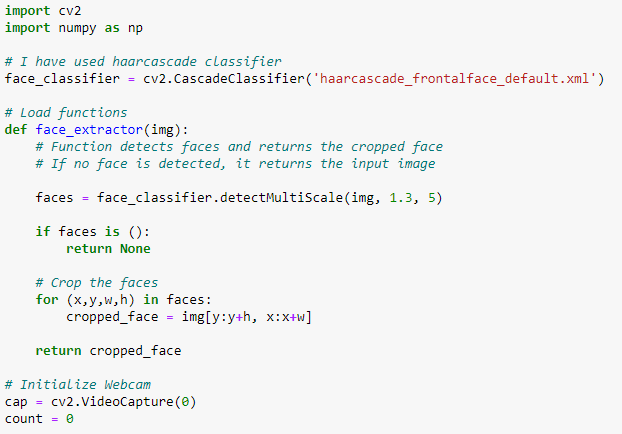 import cv2
import numpy as np
# I have used haarcascade classifier
face_classifier = cv2.CascadeClassifier('haarcascade_frontalface_default.xml')
# Load functions
def face_extractor(img):
# Function detects faces and returns the cropped face
# If no face is detected, it returns the input image
faces = face_classifier.detectMultiScale(img, 1.3, 5)
if faces is ():
return None
# Crop the faces
for (x,y,w,h) in faces:
cropped_face = img[y:y+h, x:x+w]
return cropped_face
# Initialize Webcam
cap = cv2.VideoCapture(0)
count = 0